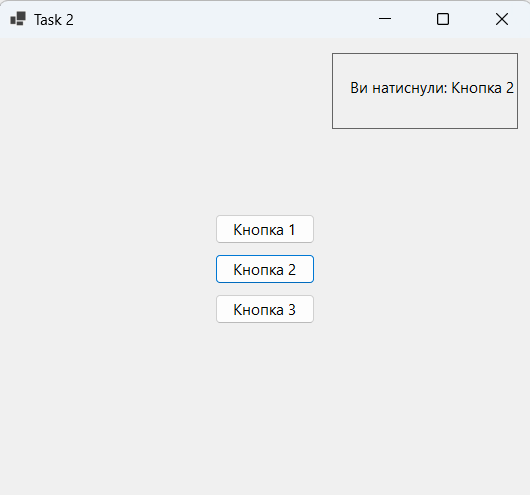 Task 2
Ви натиснули: Кнопка 2
Кнопка 1
Кнопка 2
Кнопка 3